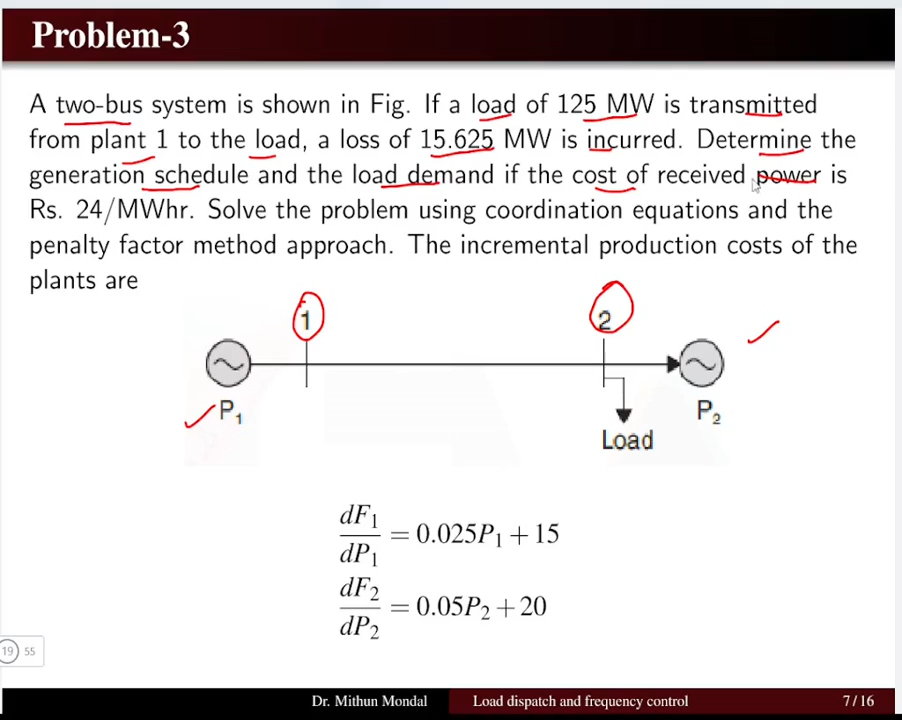 Problem-3
A two-bus system is shown in Fig. If a load of 125 MW is transmitted
from plant 1 to the load, a loss of 15.625 MW is incurred. Determine the
generation schedule and the load demand if the cost of received power is
Rs. 24/MWhr. Solve the problem using coordination equations and the
penalty factor method approach. The incremental production costs of the
plants are
1 2
P₁ P₂
Load
dF₁/dP₁ = 0.025P₁ + 15
dF₂/dP₂ = 0.05P₂ + 20
19 55
Dr. Mithun Mondal Load dispatch and frequency control 7/16